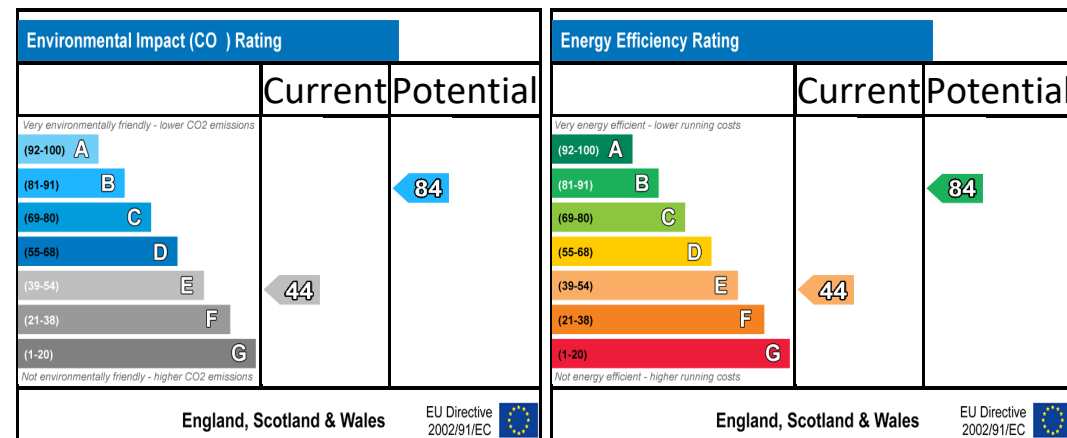 Environmental Impact (CO ) Rating
Current Potential
Very environmentally friendly - lower CO2 emissions
(92-100) A
(81-91) B
84
(69-80) C
(55-68) D
(39-54) E
44
(21-38) F
(1-20) G
Not environmentally friendly - higher CO2 emissions
England, Scotland & Wales
EU Directive
2002/91/EC
Energy Efficiency Rating
Current Potential
Very energy efficient - lower running costs
(92-100) A
(81-91) B
84
(69-80) C
(55-68) D
(39-54) E
44
(21-38) F
(1-20) G
Not energy efficient - higher running costs
England, Scotland & Wales
EU Directive
2002/91/EC